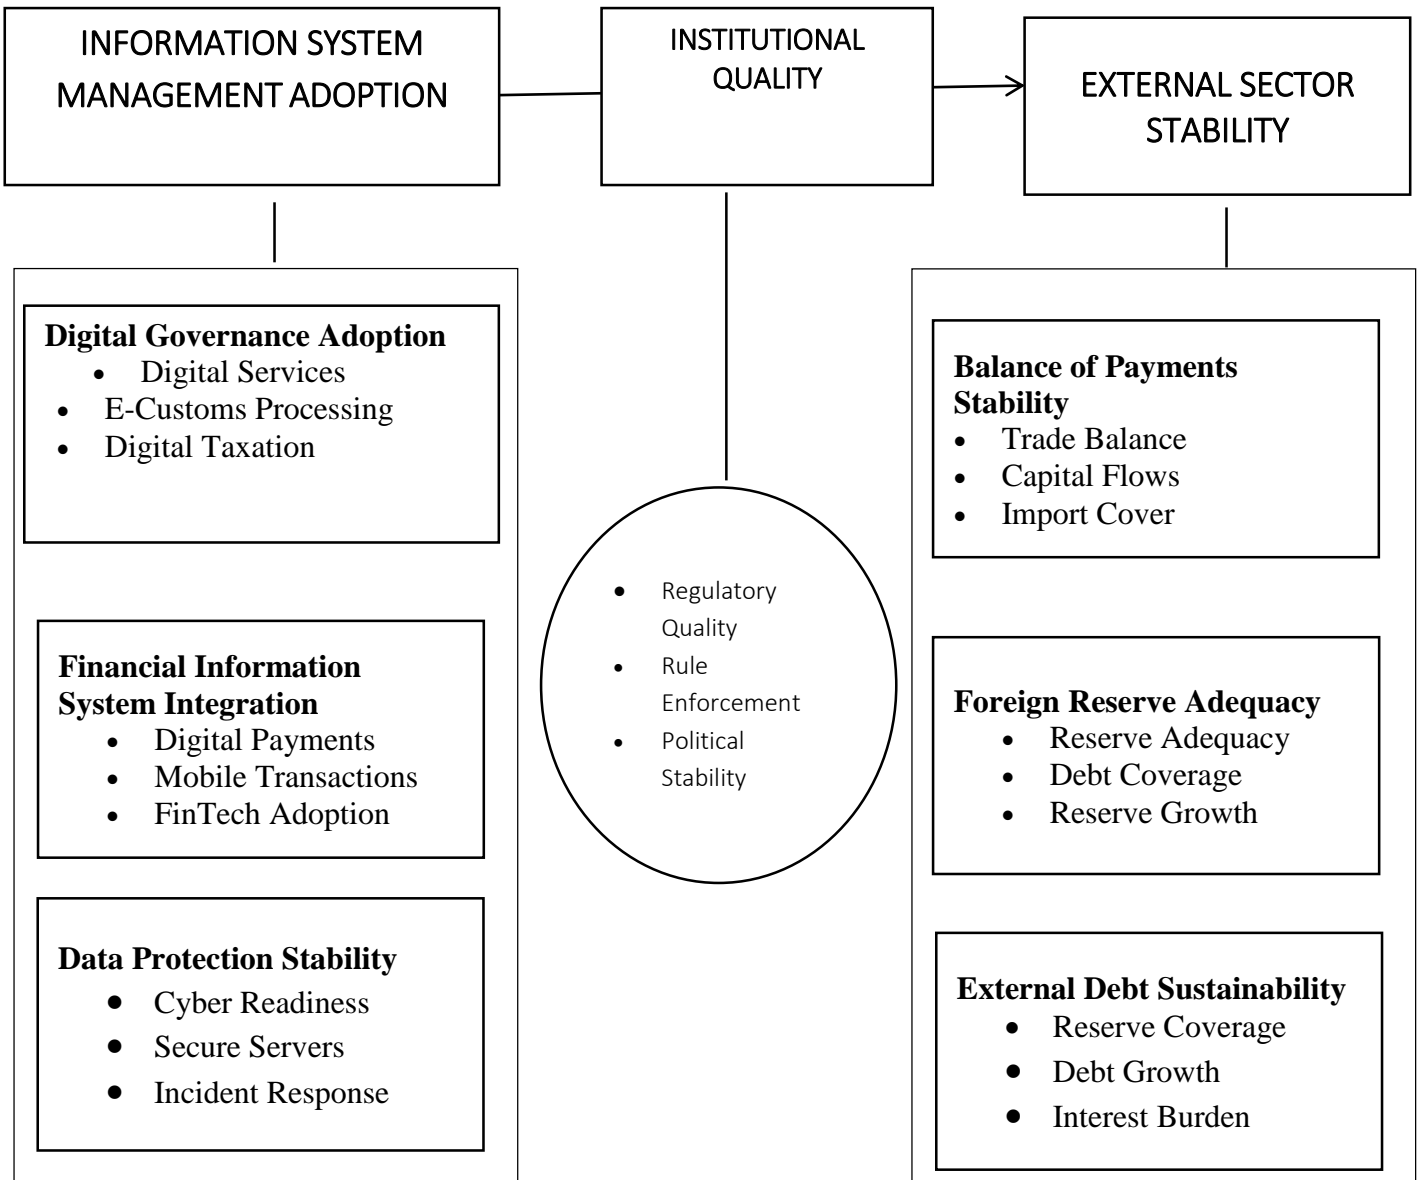 INFORMATION SYSTEM
MANAGEMENT ADOPTION
INSTITUTIONAL
QUALITY
EXTERNAL SECTOR
STABILITY
Digital Governance Adoption
• Digital Services
• E-Customs Processing
• Digital Taxation
Financial Information
System Integration
• Digital Payments
• Mobile Transactions
• FinTech Adoption
Data Protection Stability
• Cyber Readiness
• Secure Servers
• Incident Response
• Regulatory
Quality
• Rule
Enforcement
• Political
Stability
Balance of Payments
Stability
• Trade Balance
• Capital Flows
• Import Cover
Foreign Reserve Adequacy
• Reserve Adequacy
• Debt Coverage
• Reserve Growth
External Debt Sustainability
• Reserve Coverage
• Debt Growth
• Interest Burden